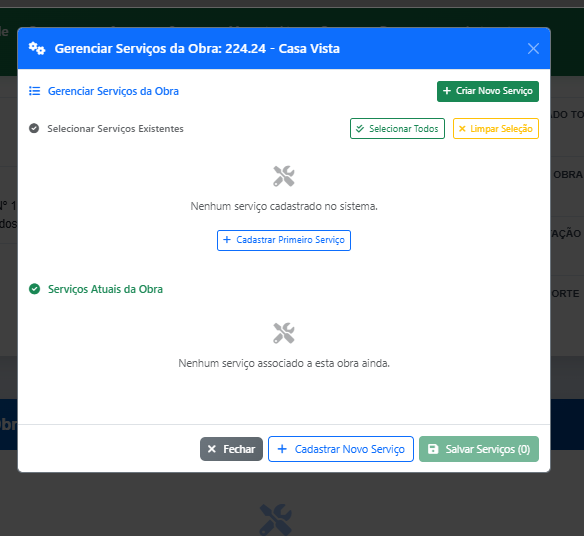 Gerenciar Serviços da Obra: 224.24 - Casa Vista
Gerenciar Serviços da Obra
Criar Novo Serviço
Selecionar Serviços Existentes
Selecionar Todos
Limpar Seleção
Nenhum serviço cadastrado no sistema.
Cadastrar Primeiro Serviço
Serviços Atuais da Obra
Nenhum serviço associado a esta obra ainda.
Fechar
Cadastrar Novo Serviço
Salvar Serviços (0)
OBRA